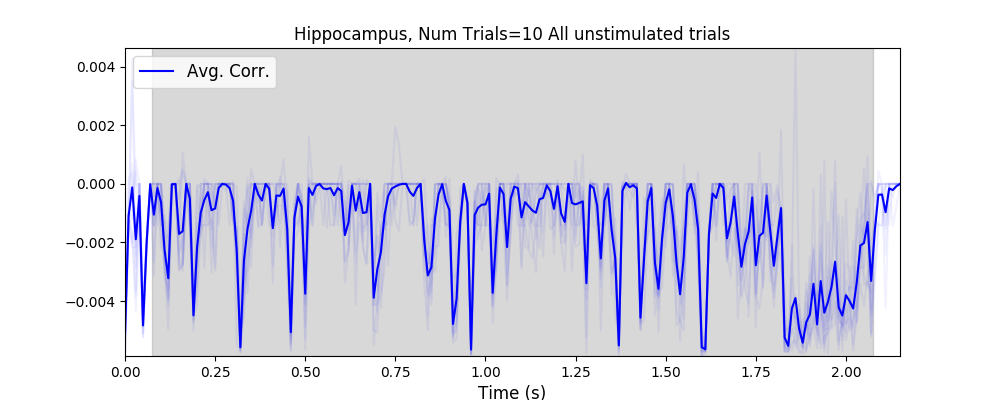 Hippocampus, Num Trials=10 All unstimulated trials
Avg. Corr.
0.004
0.002
0.000
−0.002
−0.004
0.00 0.25 0.50 0.75 1.00 1.25 1.50 1.75 2.00
Time (s)